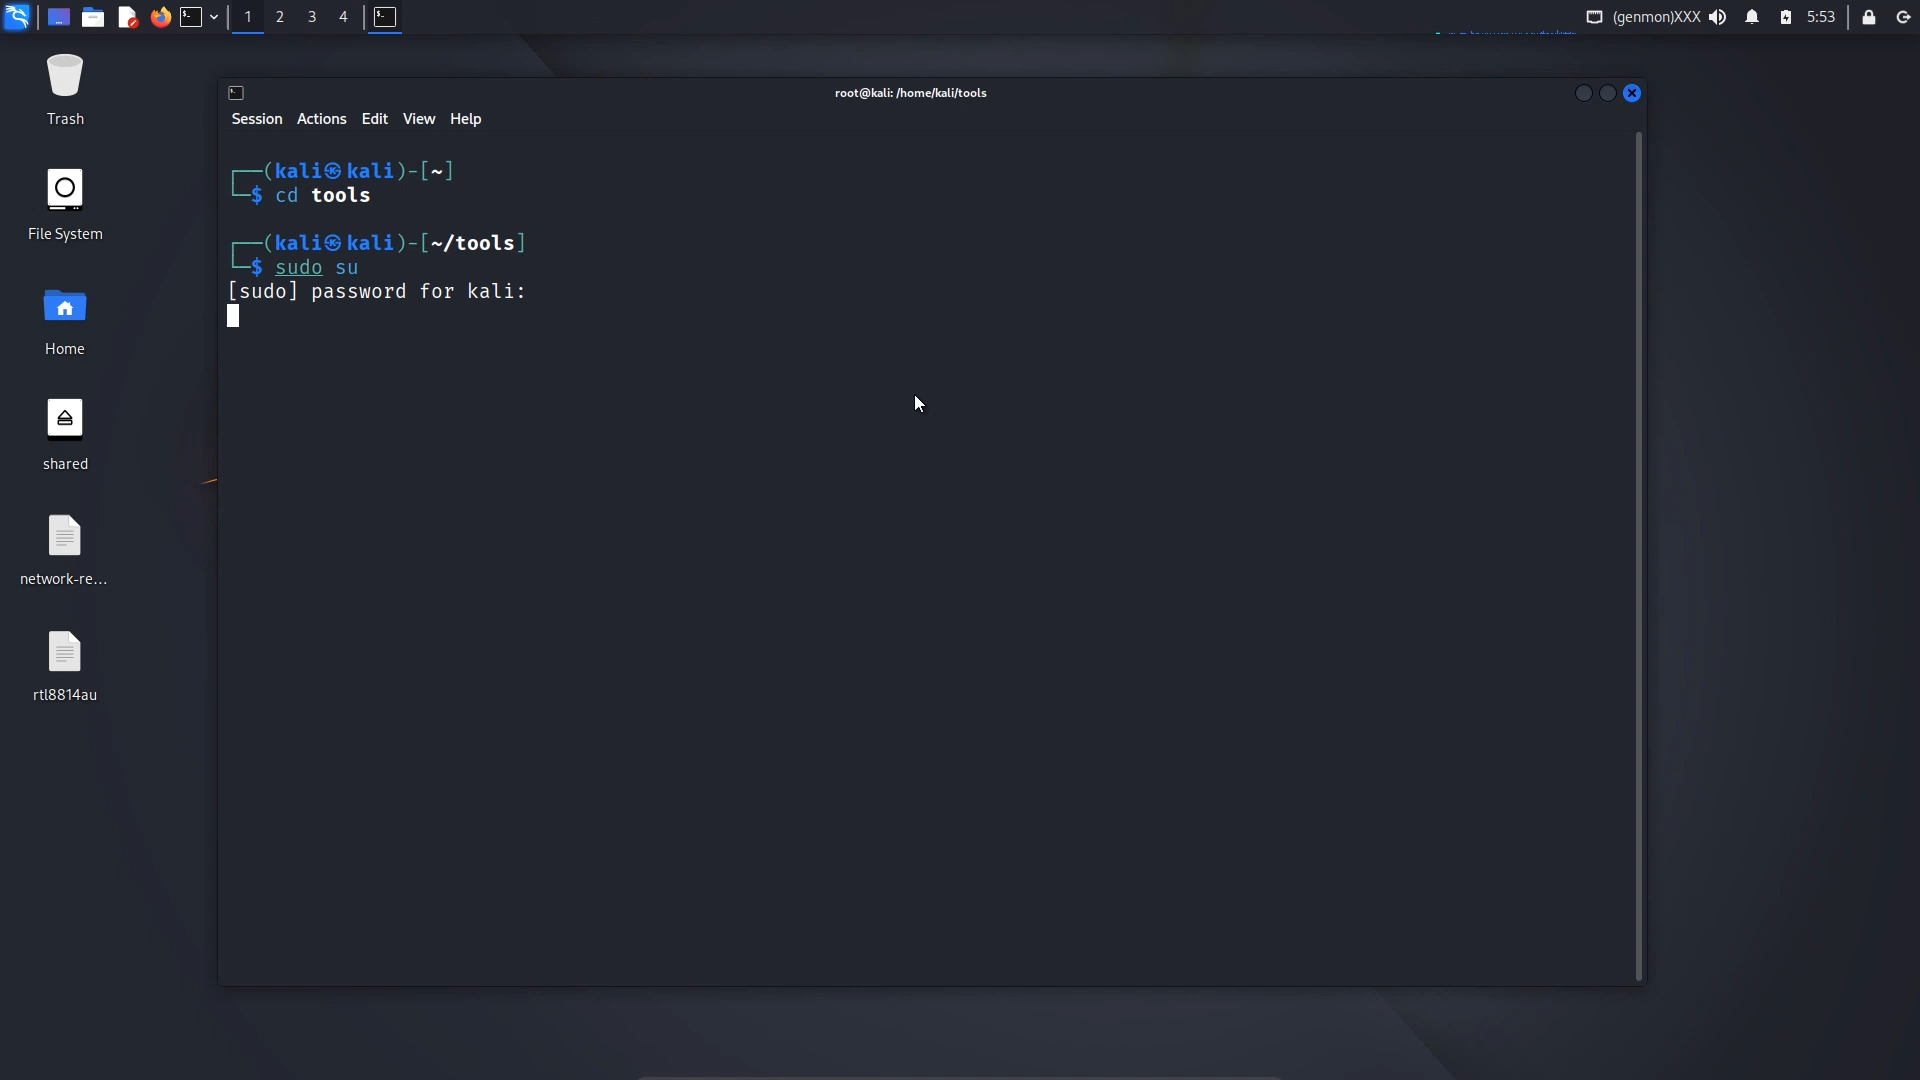 1 2 3 4
(genmon)XXX 5:53
root@kali: /home/kali/tools
Session Actions Edit View Help
Trash
File System
Home
shared
network-re...
rtl8814au
┌──(kali㉿kali)-[~]
└─$ cd tools
┌──(kali㉿kali)-[~/tools]
└─$ sudo su
[sudo] password for kali: